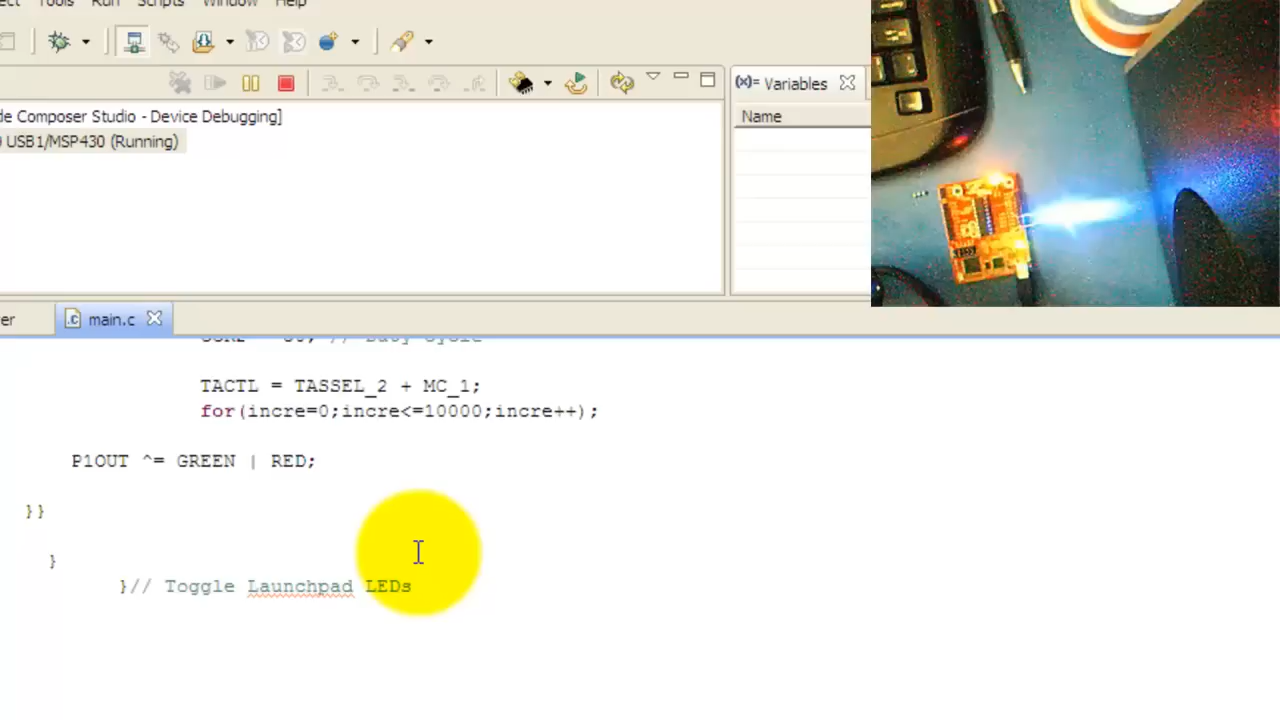 Tools Run Scripts Window Help
de Composer Studio - Device Debugging]
USB1/MSP430 (Running)
(x)= Variables
Name
main.c
TACTL = TASSEL_2 + MC_1;
for(incre=0;incre<=10000;incre++);
P1OUT ^= GREEN | RED;
}}
}
}// Toggle Launchpad LEDs